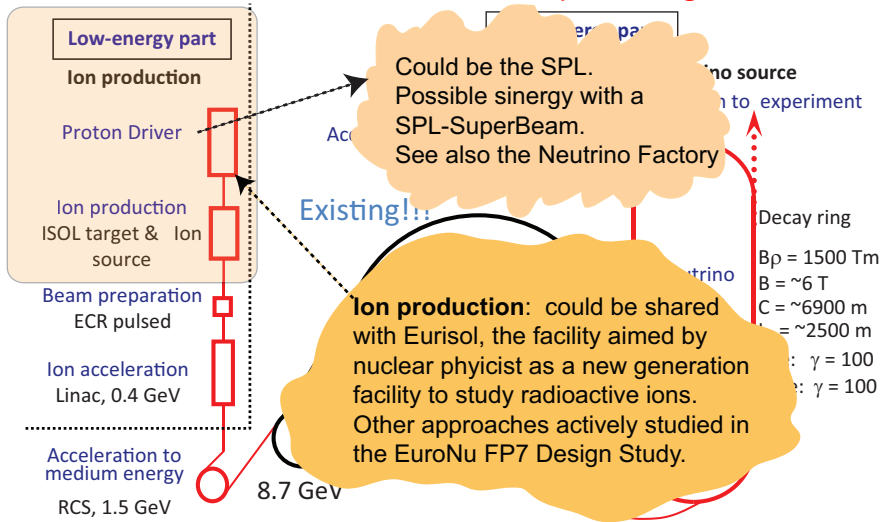 Low-energy part
Ion production
Proton Driver
Ion production
ISOL target & Ion
source
Beam preparation
ECR pulsed
Ion acceleration
Linac, 0.4 GeV
Acceleration to
medium energy
RCS, 1.5 GeV
8.7 GeV
Existing!!!
Could be the SPL.
Possible sinergy with a
SPL-SuperBeam.
See also the Neutrino Factory
Ion production: could be shared
with Eurisol, the facility aimed by
nuclear phyicist as a new generation
facility to study radioactive ions.
Other approaches actively studied in
the EuroNu FP7 Design Study.
source
to experiment
Decay ring
Bρ = 1500 Tm
B = ~6 T
C = ~6900 m
= ~2500 m
: γ = 100
: γ = 100